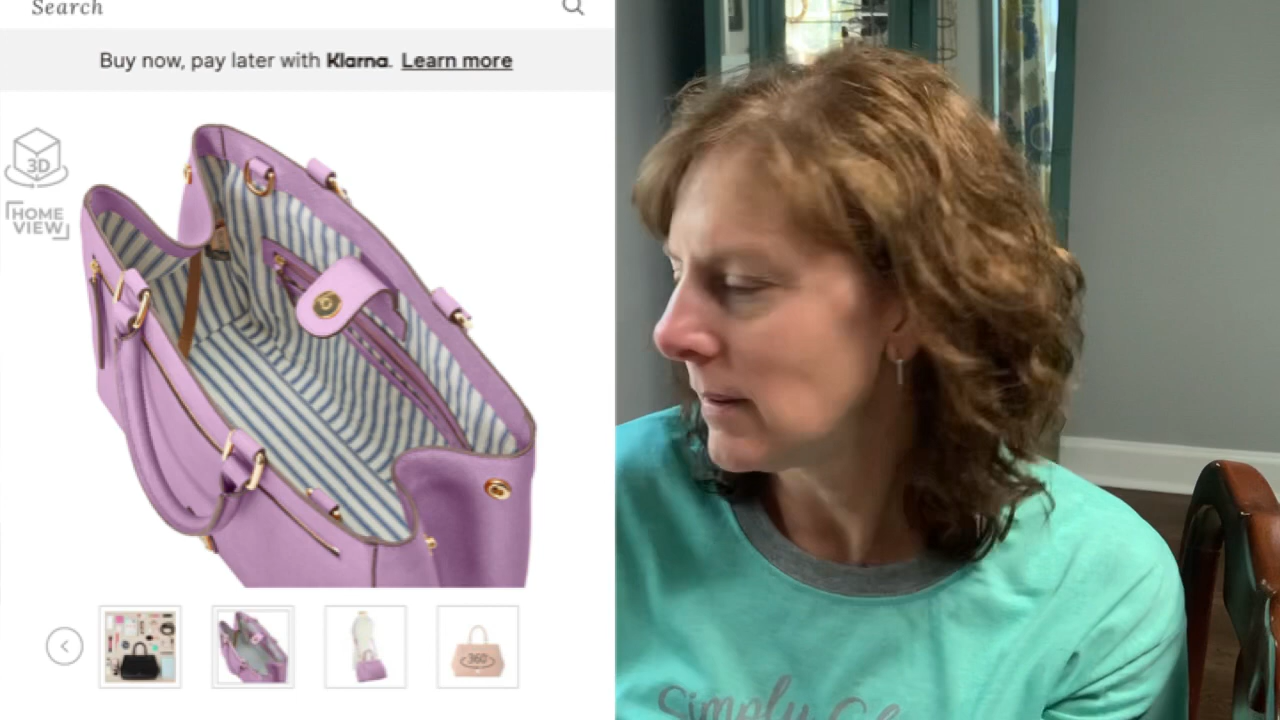 Search
Buy now, pay later with Klarna. Learn more
3D
HOME
VIEW
360°
Simply